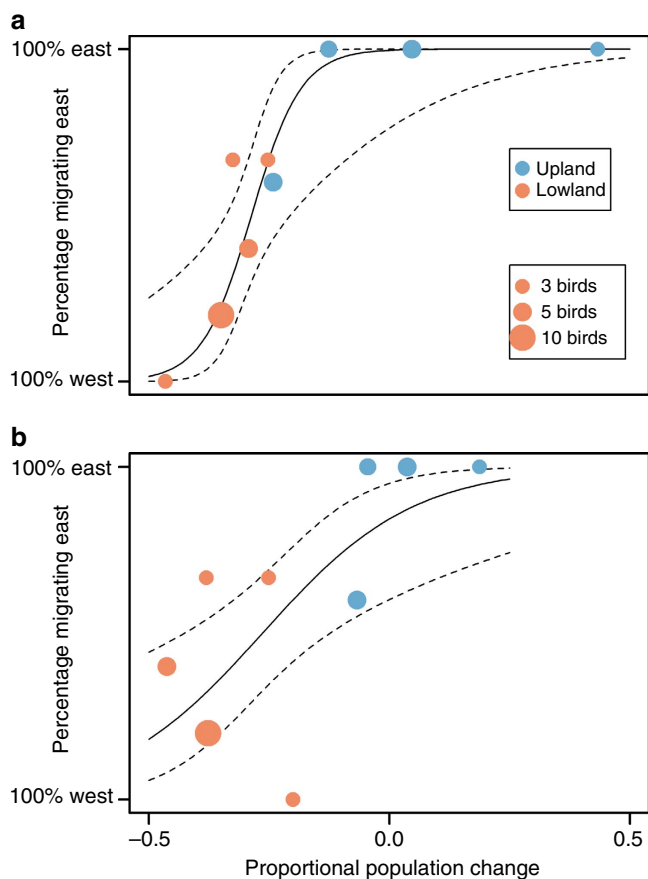 a
100% east
Percentage migrating east
100% west
Upland
Lowland
3 birds
5 birds
10 birds
b
100% east
Percentage migrating east
100% west
–0.5
0.0
0.5
Proportional population change